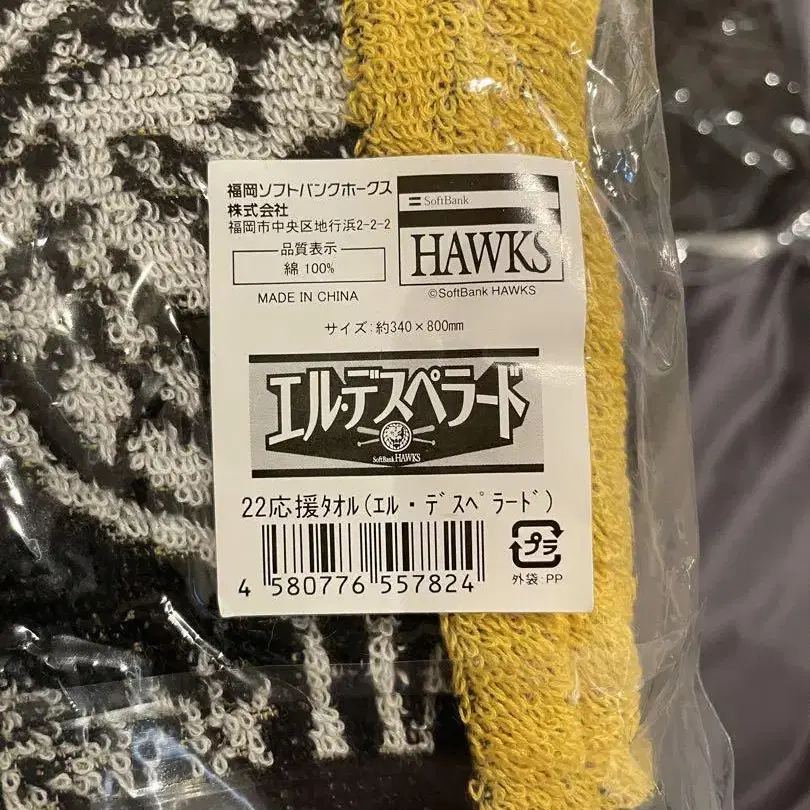 福岡ソフトバンクホークス
株式会社
福岡市中央区地行浜2-2-2
品質表示
綿 100%
MADE IN CHINA
SoftBank
HAWKS
©SoftBank HAWKS
サイズ:約340×800mm
エル・デスペラード
SoftBank HAWKS
22応援ﾀｵﾙ(ｴﾙ・ﾃﾞｽﾍﾟﾗｰﾄﾞ)
4 580776 557824
プラ
外袋:PP